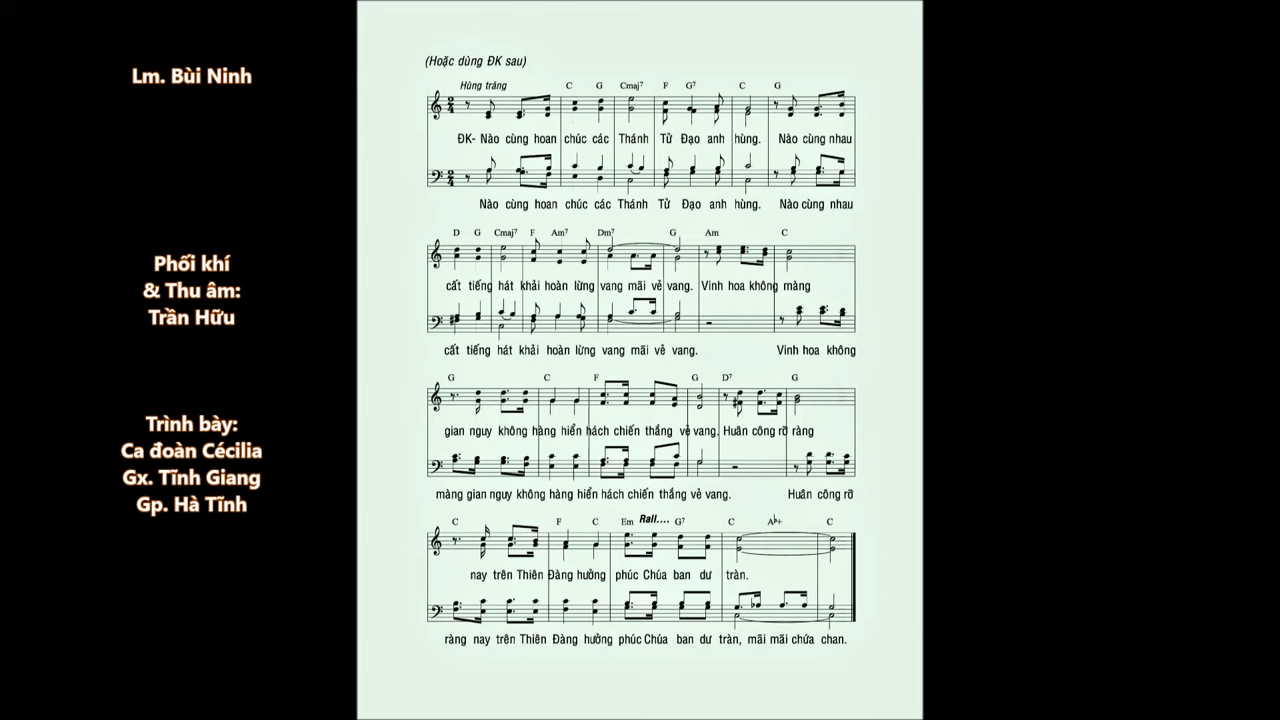 Lm. Bùi Ninh
Phối khí
& Thu âm:
Trần Hữu
Trình bày:
Ca đoàn Cécilia
Gx. Tĩnh Giang
Gp. Hà Tĩnh
(Hoặc dùng ĐK sau)
Hùng tráng C G Cmaj7 F G7 C G
ĐK- Nào cùng hoan chúc các Thánh Tử Đạo anh hùng. Nào cùng nhau
Nào cùng hoan chúc các Thánh Tử Đạo anh hùng. Nào cùng nhau
D G Cmaj7 F Am7 Dm7 G Am C
cất tiếng hát khải hoàn lừng vang mãi vẻ vang. Vinh hoa không màng
cất tiếng hát khải hoàn lừng vang mãi vẻ vang. Vinh hoa không
G C F G D7 G
gian nguy không hàng hiển hách chiến thắng vẻ vang. Huân công rỡ ràng
màng gian nguy không hàng hiển hách chiến thắng vẻ vang. Huân công rỡ
C F C Em Rall.... G7 C Ab+ C
nay trên Thiên Đàng hưởng phúc Chúa ban dư tràn.
ràng nay trên Thiên Đàng hưởng phúc Chúa ban dư tràn, mãi mãi chứa chan.